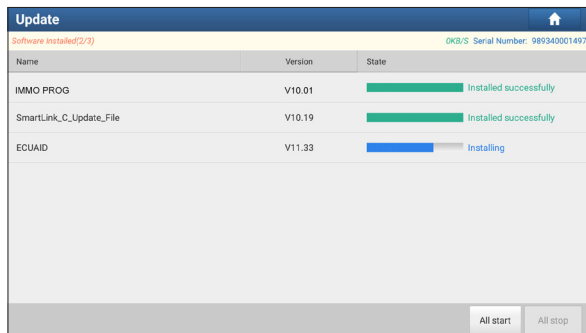 Update
Software Installed(2/3) 0KB/S Serial Number: 989340001497
Name Version State
IMMO PROG V10.01 Installed successfully
SmartLink_C_Update_File V10.19 Installed successfully
ECUAID V11.33 Installing
All start All stop